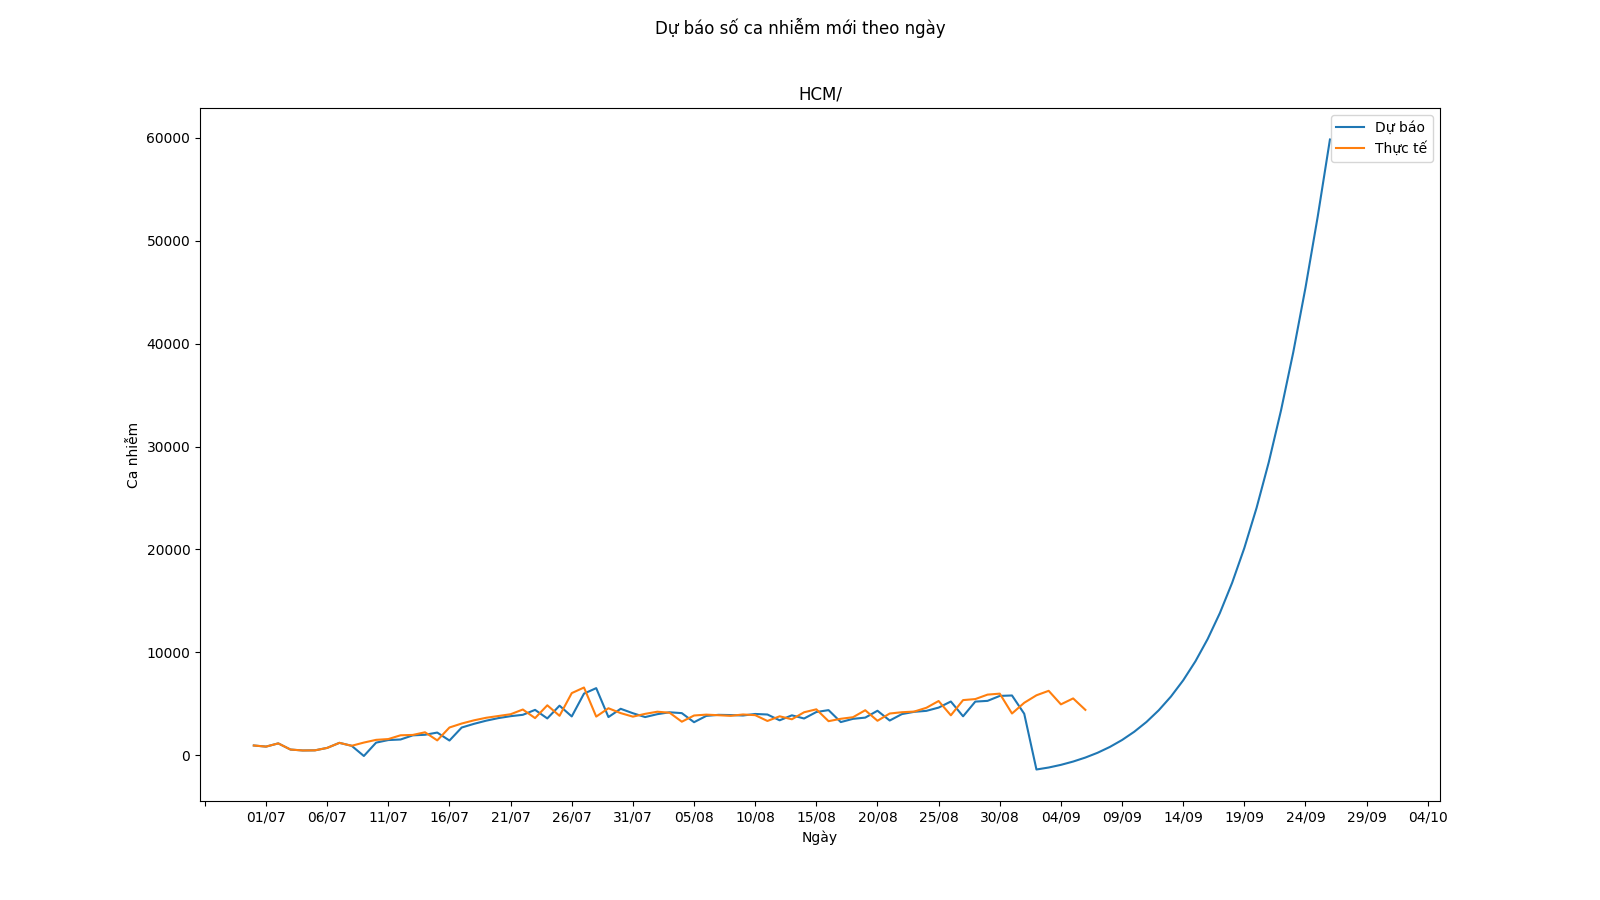 Dự báo số ca nhiễm mới theo ngày
HCM/
Dự báo
Thực tế
60000
50000
40000
30000
20000
10000
0
Ca nhiễm
01/07 06/07 11/07 16/07 21/07 26/07 31/07 05/08 10/08 15/08 20/08 25/08 30/08 04/09 09/09 14/09 19/09 24/09 29/09 04/10
Ngày